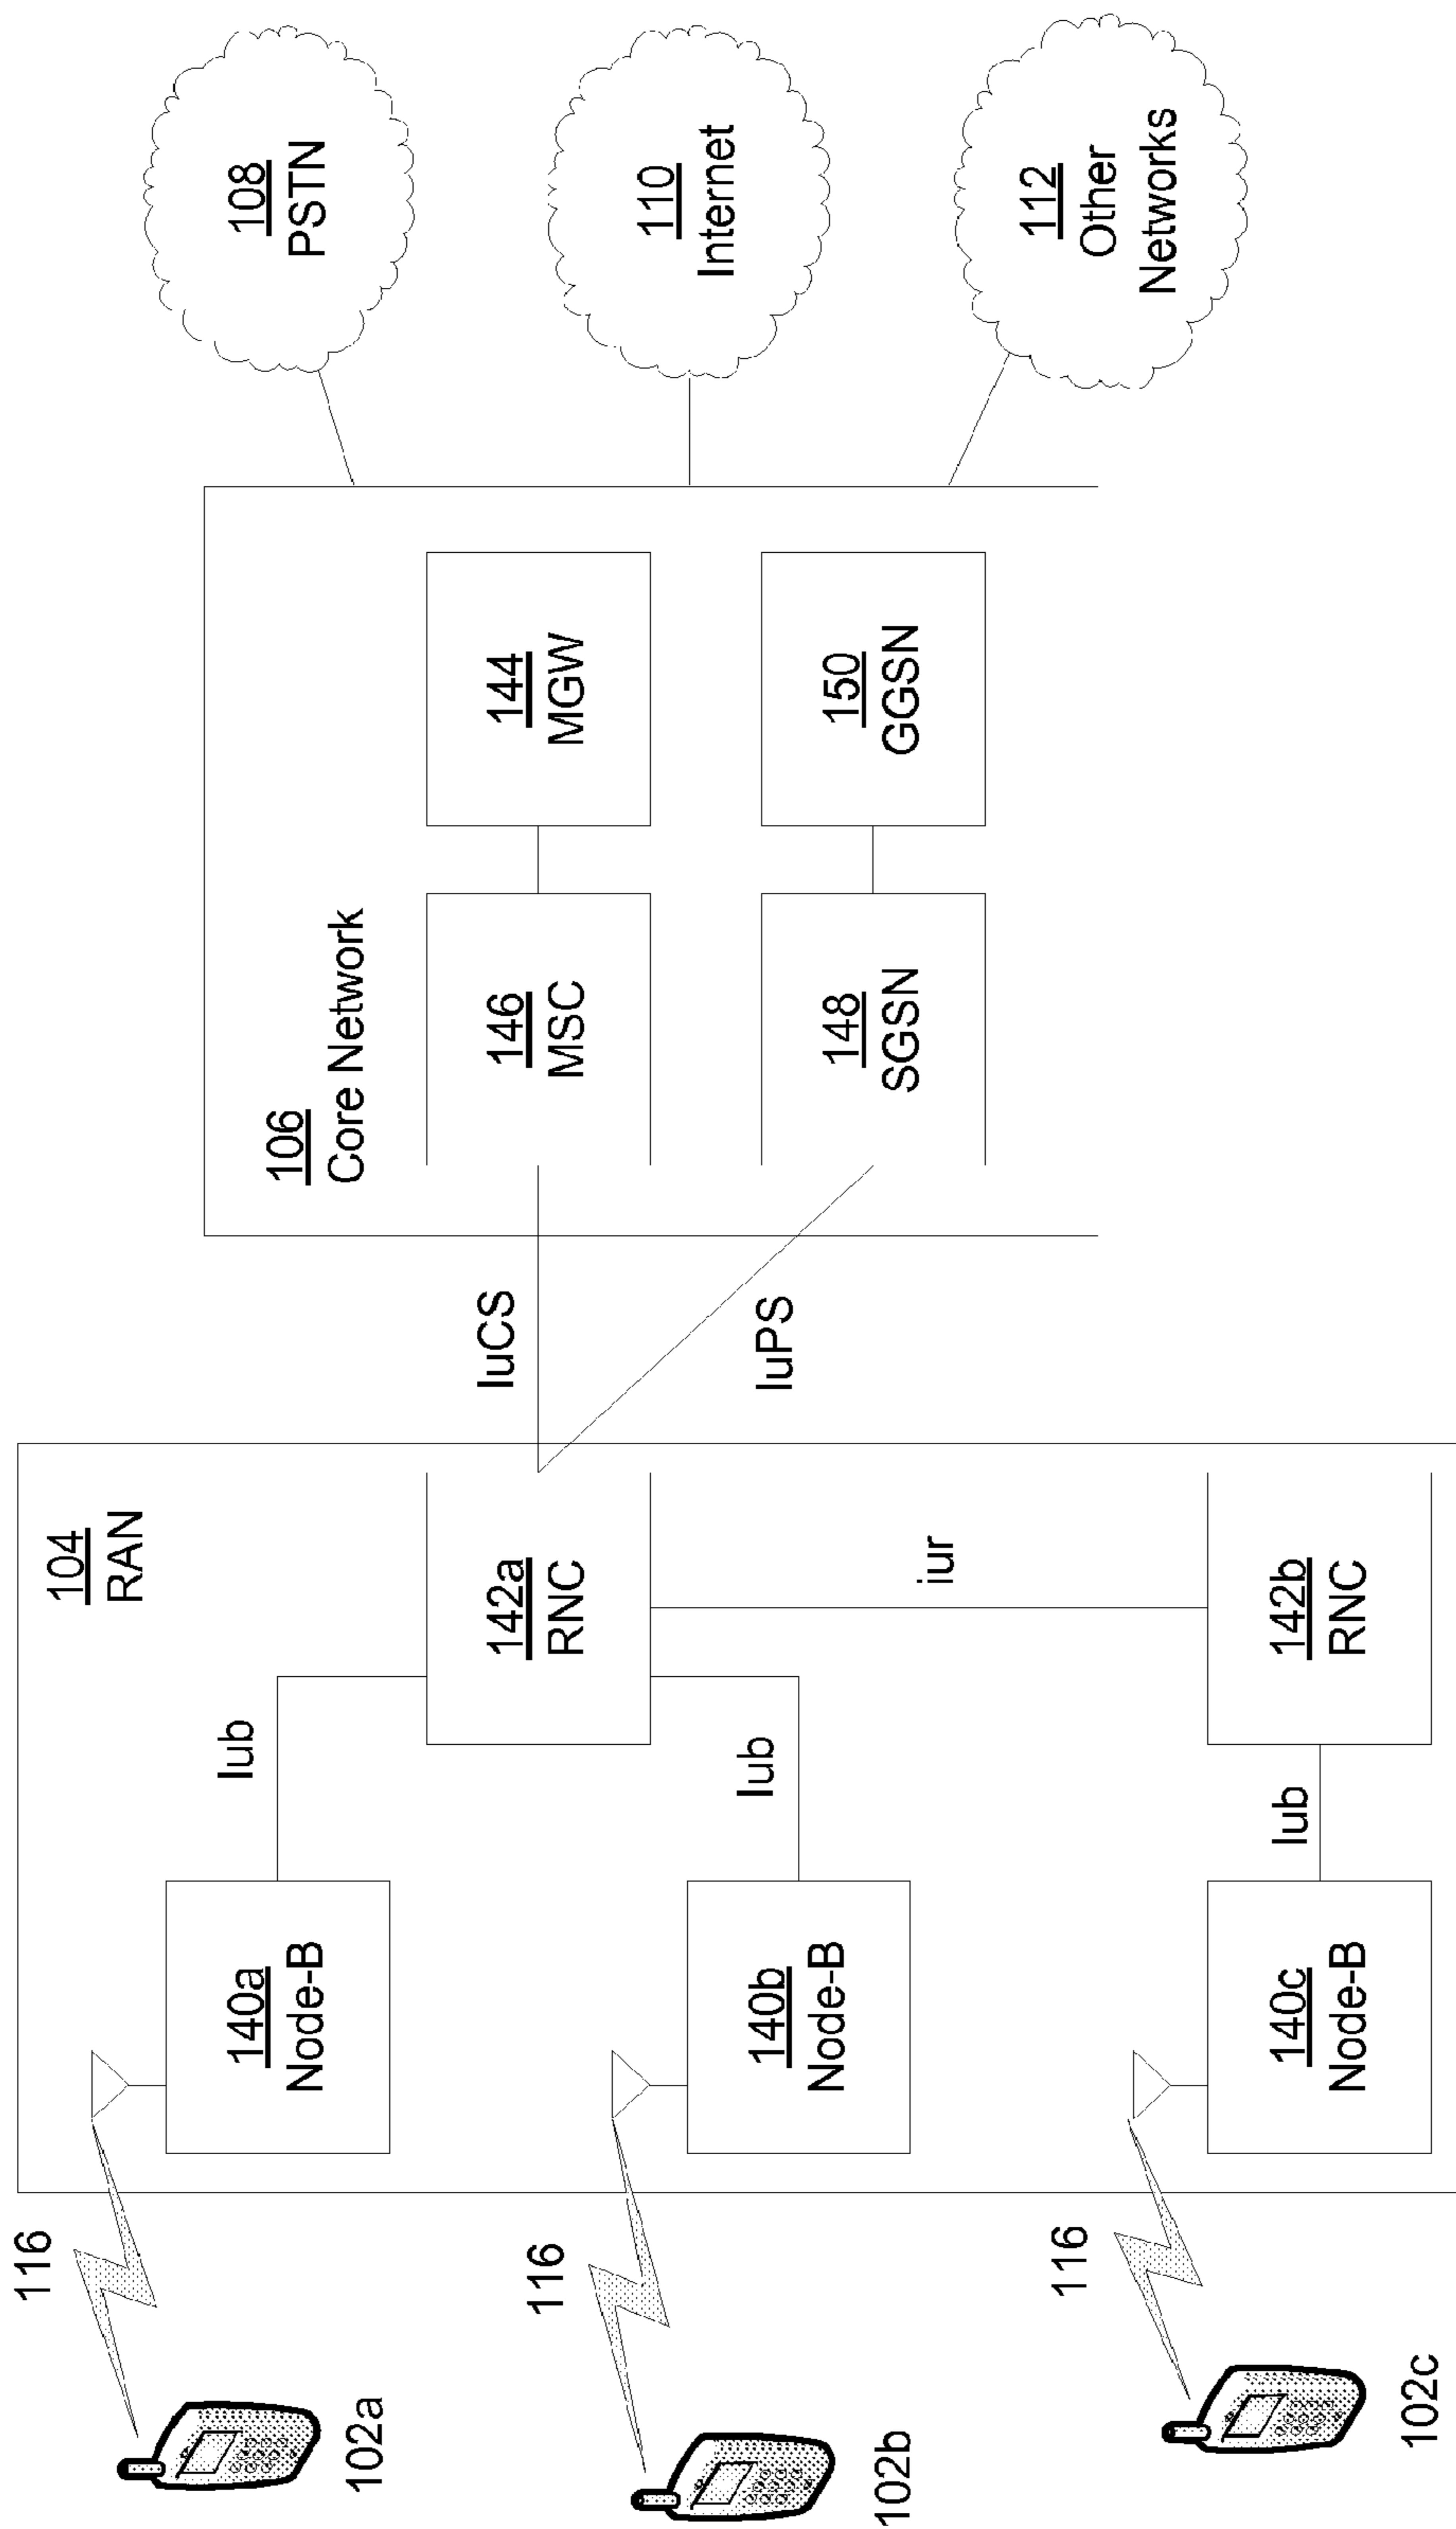 116
102a
116
102b
116
102c
104
RAN
140a
Node-B
Iub
142a
RNC
140b
Node-B
Iub
iur
140c
Node-B
Iub
142b
RNC
IuCS
IuPS
106
Core Network
146
MSC
144
MGW
148
SGSN
150
GGSN
108
PSTN
110
Internet
112
Other
Networks